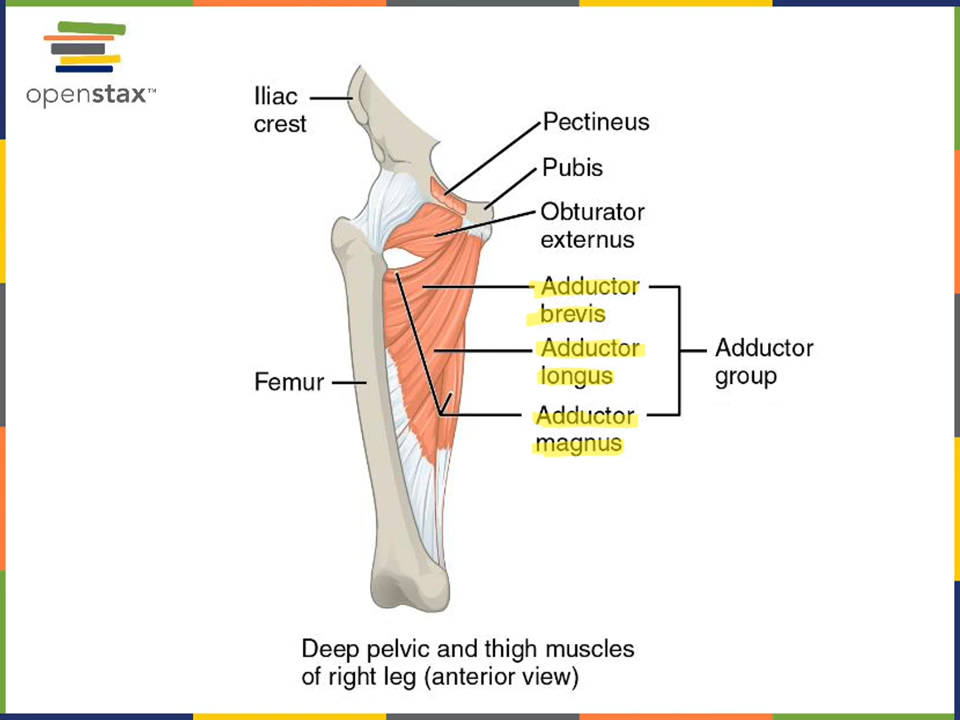 openstax™
Iliac
crest
Pectineus
Pubis
Obturator
externus
Adductor
brevis
Adductor
longus
Adductor
group
Femur
Adductor
magnus
Deep pelvic and thigh muscles
of right leg (anterior view)